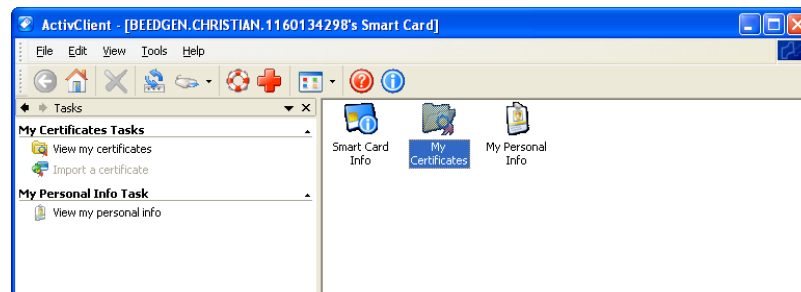 ActivClient - [BEEDGEN.CHRISTIAN.1160134298's Smart Card]
File Edit View Tools Help
Tasks
My Certificates Tasks
View my certificates
Import a certificate
My Personal Info Task
View my personal info
Smart Card
Info
My
Certificates
My Personal
Info